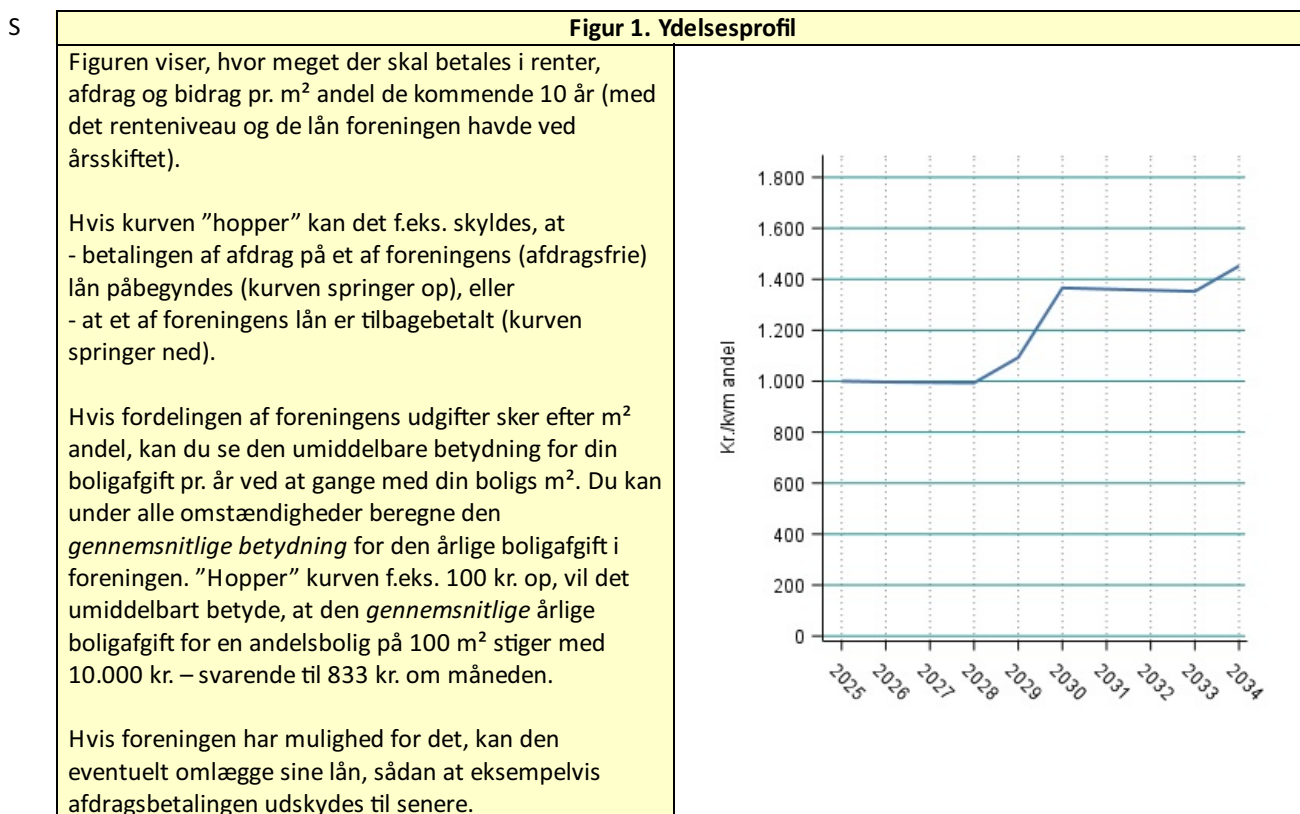 S
Figur 1. Ydelsesprofil
Figuren viser, hvor meget der skal betales i renter,
afdrag og bidrag pr. m² andel de kommende 10 år (med
det renteniveau og de lån foreningen havde ved
årsskiftet).
Hvis kurven ”hopper” kan det f.eks. skyldes, at
- betalingen af afdrag på et af foreningens (afdragsfrie)
lån påbegyndes (kurven springer op), eller
- at et af foreningens lån er tilbagebetalt (kurven
springer ned).
Hvis fordelingen af foreningens udgifter sker efter m²
andel, kan du se den umiddelbare betydning for din
boligafgift pr. år ved at gange med din boligs m². Du kan
under alle omstændigheder beregne den
gennemsnitlige betydning for den årlige boligafgift i
foreningen. ”Hopper” kurven f.eks. 100 kr. op, vil det
umiddelbart betyde, at den gennemsnitlige årlige
boligafgift for en andelsbolig på 100 m² stiger med
10.000 kr. – svarende til 833 kr. om måneden.
Hvis foreningen har mulighed for det, kan den
eventuelt omlægge sine lån, sådan at eksempelvis
afdragsbetalingen udskydes til senere.
Kr./kvm andel
1.800
1.600
1.400
1.200
1.000
800
600
400
200
0
2025
2026
2027
2028
2029
2030
2031
2032
2033
2034